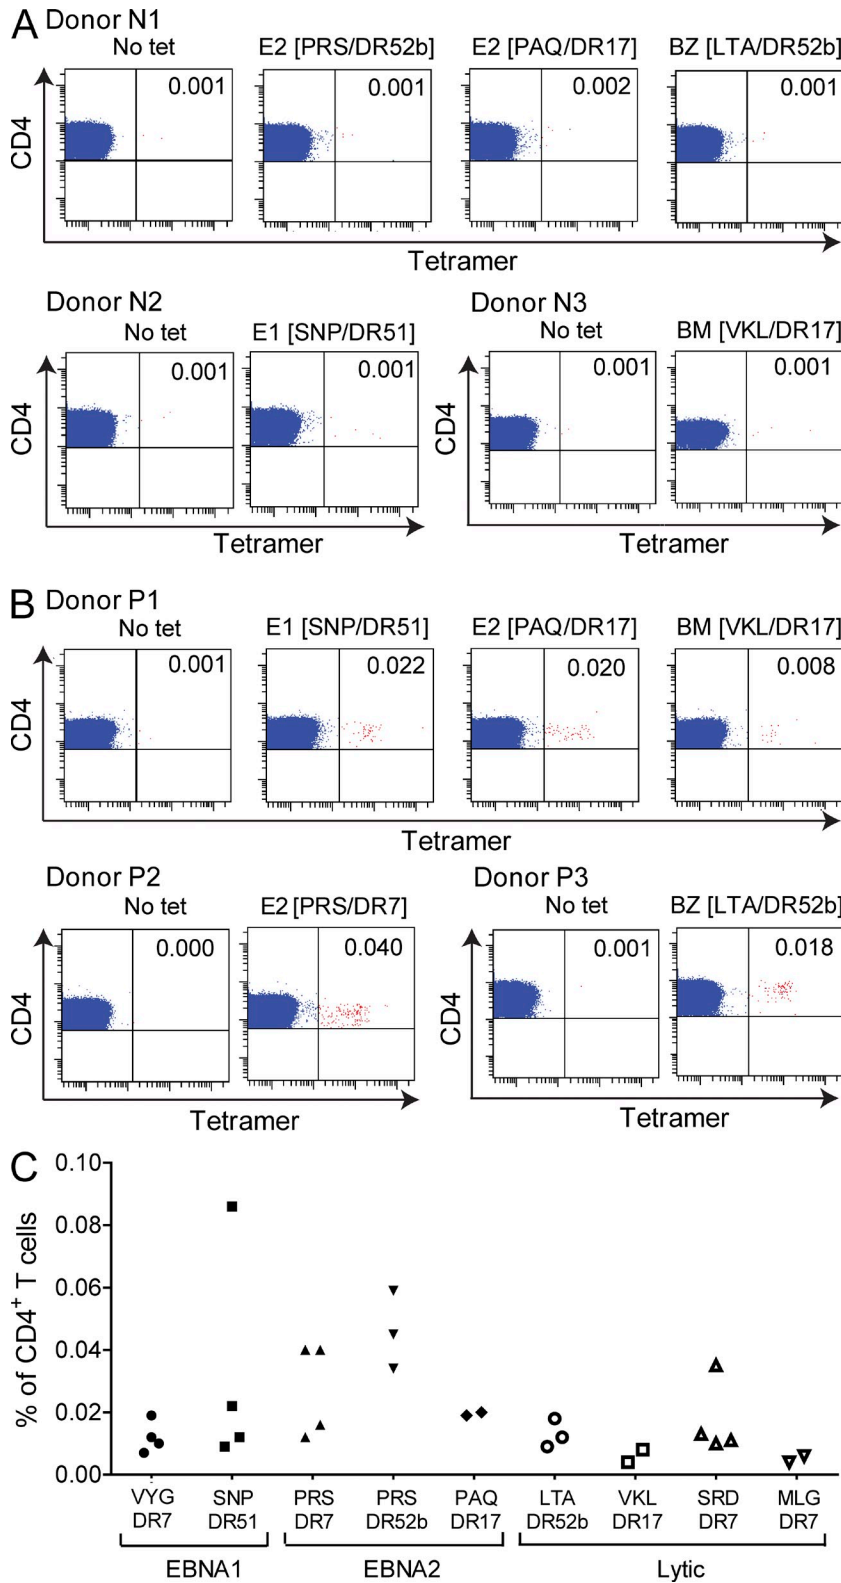 A Donor N1
No tet E2 [PRS/DR52b] E2 [PAQ/DR17] BZ [LTA/DR52b]
0.001 0.001 0.002 0.001
CD4
Tetramer
Donor N2 Donor N3
No tet E1 [SNP/DR51] No tet BM [VKL/DR17]
0.001 0.001 0.001 0.001
CD4 CD4
Tetramer Tetramer
B Donor P1
No tet E1 [SNP/DR51] E2 [PAQ/DR17] BM [VKL/DR17]
0.001 0.022 0.020 0.008
CD4
Tetramer
Donor P2 Donor P3
No tet E2 [PRS/DR7] No tet BZ [LTA/DR52b]
0.000 0.040 0.001 0.018
CD4 CD4
Tetramer Tetramer
C
% of CD4+ T cells
0.10
0.08
0.06
0.04
0.02
0.00
VYG SNP PRS PRS PAQ LTA VKL SRD MLG
DR7 DR51 DR7 DR52b DR17 DR52b DR17 DR7 DR7
EBNA1 EBNA2 Lytic